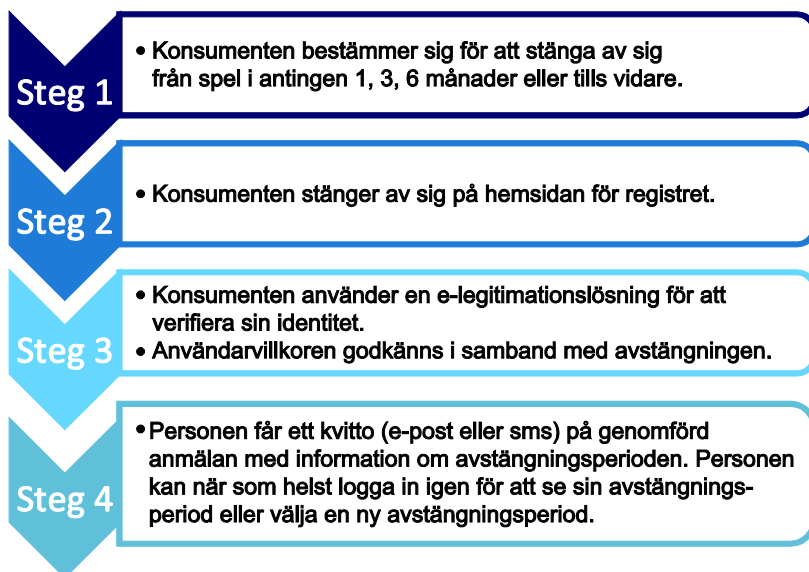 Steg 1
• Konsumenten bestämmer sig för att stänga av sig
från spel i antingen 1, 3, 6 månader eller tills vidare.
Steg 2
• Konsumenten stänger av sig på hemsidan för registret.
Steg 3
• Konsumenten använder en e-legitimationslösning för att
verifiera sin identitet.
• Användarvillkoren godkänns i samband med avstängningen.
Steg 4
• Personen får ett kvitto (e-post eller sms) på genomförd
anmälan med information om avstängningsperioden. Personen
kan när som helst logga in igen för att se sin avstängnings-
period eller välja en ny avstängningsperiod.